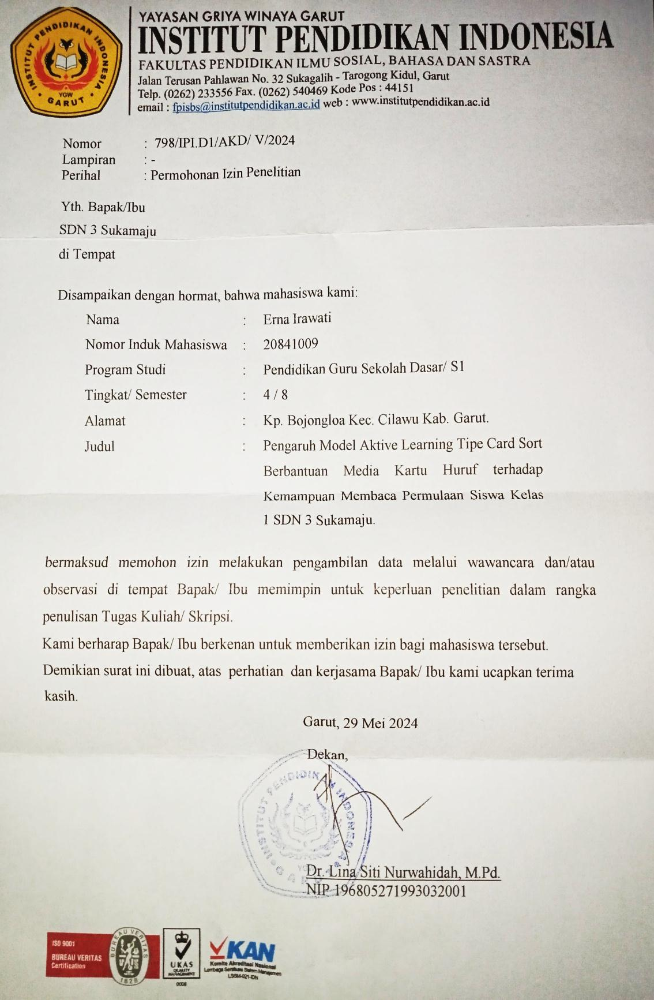 INSTITUT PENDIDIKAN INDONESIA
YGW
GARUT
YAYASAN GRIYA WINAYA GARUT
INSTITUT PENDIDIKAN INDONESIA
FAKULTAS PENDIDIKAN ILMU SOSIAL, BAHASA DAN SASTRA
Jalan Terusan Pahlawan No. 32 Sukagalih - Tarogong Kidul, Garut
Telp. (0262) 233556 Fax. (0262) 540469 Kode Pos : 44151
email : fpisbs@institutpendidikan.ac.id web : www.institutpendidikan.ac.id
Nomor : 798/IPI.D1/AKD/ V/2024
Lampiran : -
Perihal : Permohonan Izin Penelitian
Yth. Bapak/Ibu
SDN 3 Sukamaju
di Tempat
Disampaikan dengan hormat, bahwa mahasiswa kami:
Nama : Erna Irawati
Nomor Induk Mahasiswa : 20841009
Program Studi : Pendidikan Guru Sekolah Dasar/ S1
Tingkat/ Semester : 4 / 8
Alamat : Kp. Bojongloa Kec. Cilawu Kab. Garut.
Judul : Pengaruh Model Aktive Learning Tipe Card Sort
Berbantuan Media Kartu Huruf terhadap
Kemampuan Membaca Permulaan Siswa Kelas
1 SDN 3 Sukamaju.
bermaksud memohon izin melakukan pengambilan data melalui wawancara dan/atau
observasi di tempat Bapak/ Ibu memimpin untuk keperluan penelitian dalam rangka
penulisan Tugas Kuliah/ Skripsi.
Kami berharap Bapak/ Ibu berkenan untuk memberikan izin bagi mahasiswa tersebut.
Demikian surat ini dibuat, atas perhatian dan kerjasama Bapak/ Ibu kami ucapkan terima
kasih.
Garut, 29 Mei 2024
Dekan,
INSTITUT PENDIDIKAN INDONESIA
YGW
GARUT
Dr. Lina Siti Nurwahidah, M.Pd.
NIP 196805271993032001
ISO 9001
BUREAU VERITAS
Certification
BUREAU VERITAS
1828
UKAS
QUALITY
MANAGEMENT
0008
KAN
Komite Akreditasi Nasional
Lembaga Sertifikasi Sistem Manajemen
LSSM-021-IDN